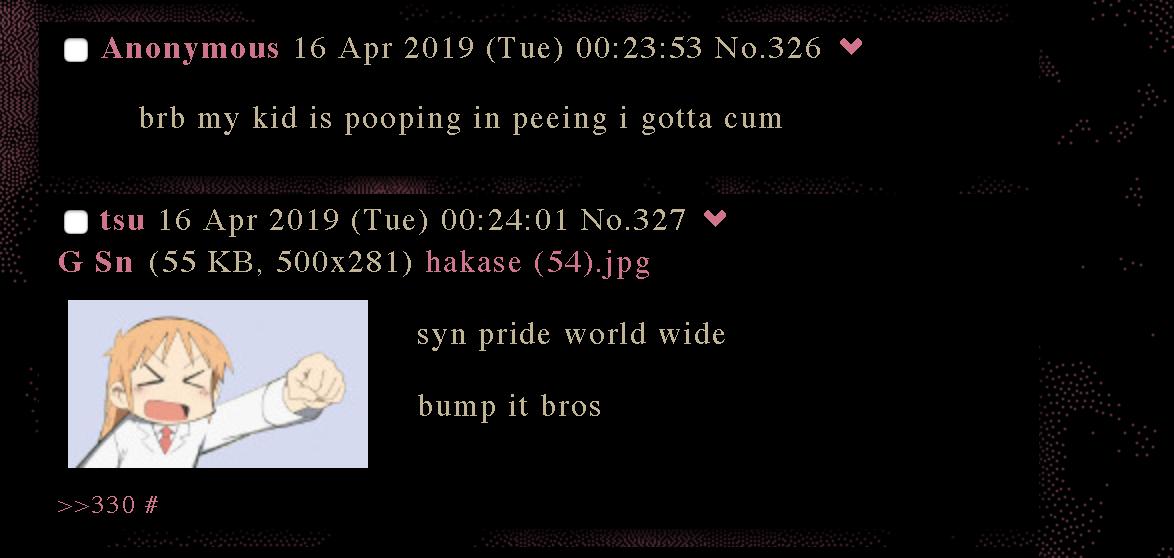 Anonymous 16 Apr 2019 (Tue) 00:23:53 No.326
brb my kid is pooping in peeing i gotta cum
tsu 16 Apr 2019 (Tue) 00:24:01 No.327
G Sn (55 KB, 500x281) hakase (54).jpg
syn pride world wide
bump it bros
>>330 #